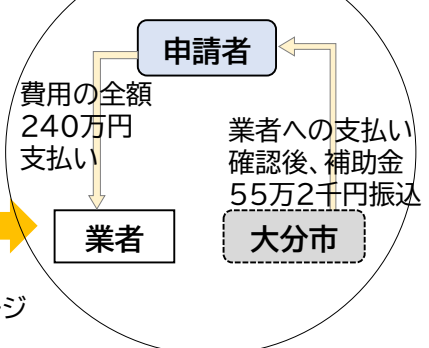 申請者
費用の全額
240万円
支払い
業者への支払い
確認後、補助金
55万2千円振込
業者
大分市
ジ